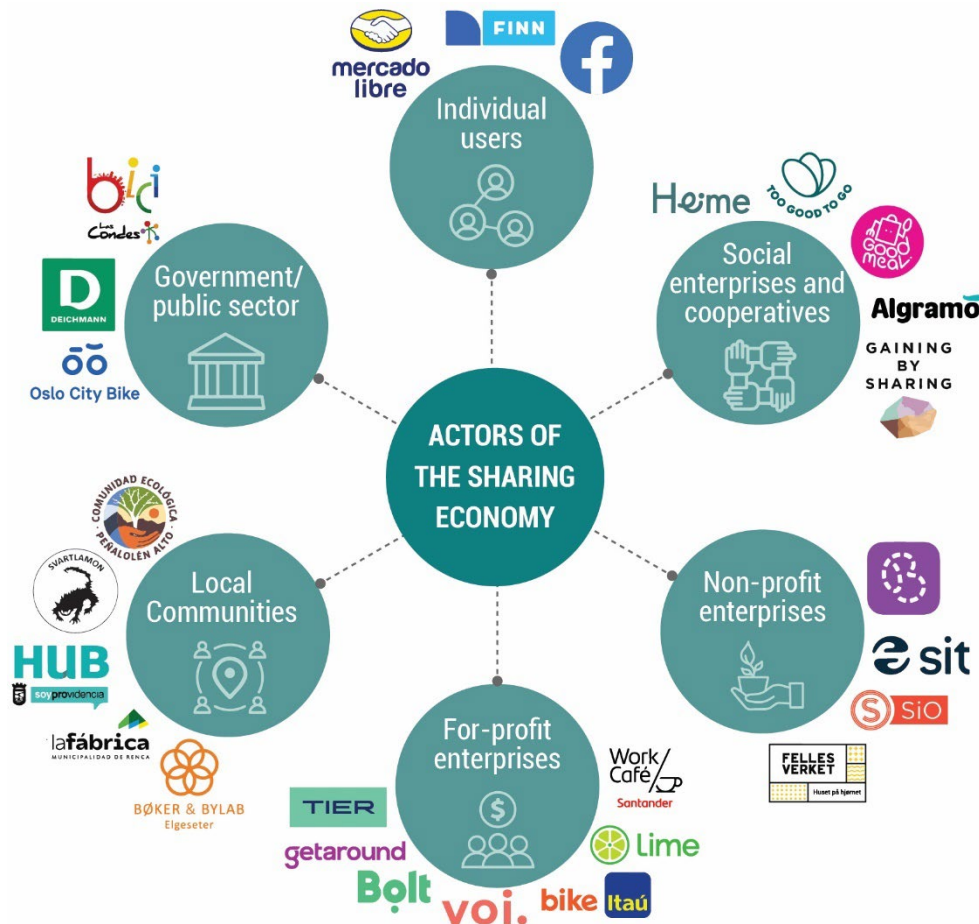 mercado
libre
FINN
f
Individual
users
bici
Las
Condes
D
DEICHMANN
Oslo City Bike
Government/
public sector
Heime
TOO GOOD TO GO
GOOD
MEAL
Algramo
GAINING
BY
SHARING
Social
enterprises and
cooperatives
ACTORS OF
THE SHARING
ECONOMY
COMUNIDAD ECOLÓGICA
PEÑALOLÉN ALTO
SVARTLAMON
HUB
soyprovidencia
lafábrica
MUNICIPALIDAD DE RENCA
BØKER & BYLAB
Elgeseter
Local
Communities
Non-profit
enterprises
sit
S SiO
FELLES
VERKET
Huset på hjørnet
For-profit
enterprises
$
Work
Café
Santander
TIER
getaround
Bolt
voi.
Lime
bike Itaú